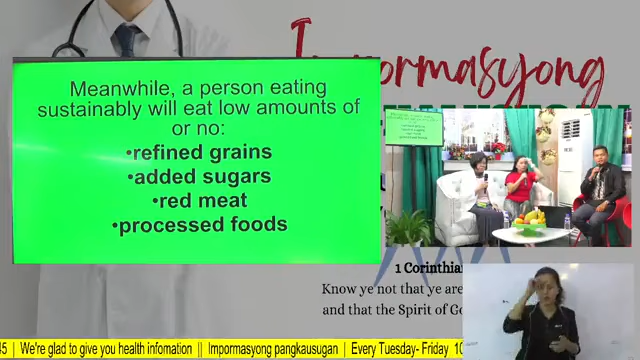 Meanwhile, a person eating
sustainably will eat low amounts of
or no:
•refined grains
•added sugars
•red meat
•processed foods
Impormasyong
1 Corinthia
Know ye not that ye are
and that the Spirit of Go
45 | We're glad to give you health infomation || Impormasyong pangkausugan | Every Tuesday- Friday 10